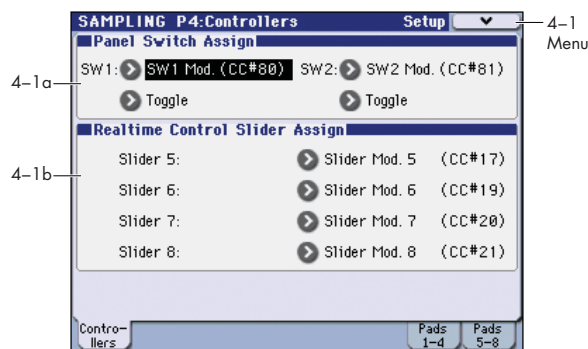 SAMPLING P4:Controllers Setup
4–1
Menu
Panel Switch Assign
4–1a
SW1: SW1 Mod. (CC#80) SW2: SW2 Mod. (CC#81)
Toggle Toggle
Realtime Control Slider Assign
4–1b
Slider 5: Slider Mod. 5 (CC#17)
Slider 6: Slider Mod. 6 (CC#19)
Slider 7: Slider Mod. 7 (CC#20)
Slider 8: Slider Mod. 8 (CC#21)
Contro-
llers
Pads
1–4
Pads
5–8